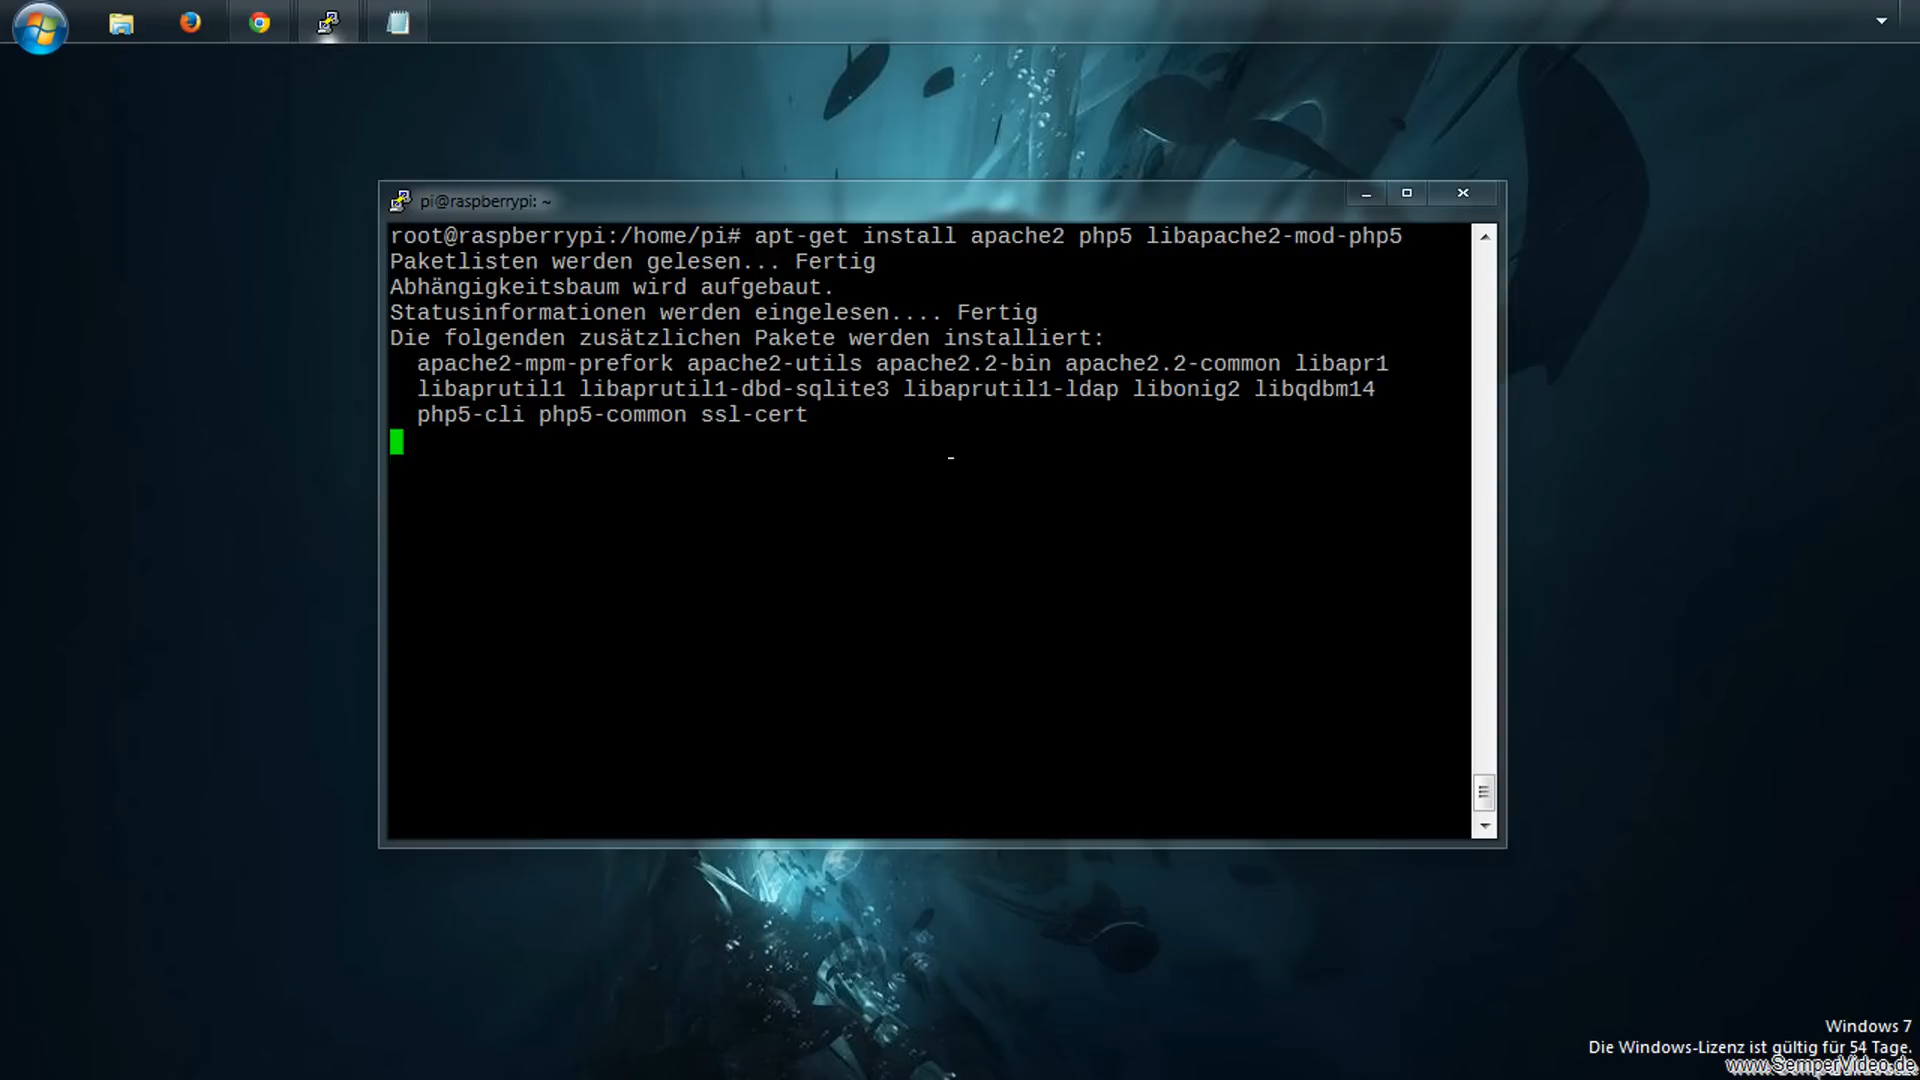 pi@raspberrypi: ~
root@raspberrypi:/home/pi# apt-get install apache2 php5 libapache2-mod-php5
Paketlisten werden gelesen... Fertig
Abhängigkeitsbaum wird aufgebaut.
Statusinformationen werden eingelesen.... Fertig
Die folgenden zusätzlichen Pakete werden installiert:
apache2-mpm-prefork apache2-utils apache2.2-bin apache2.2-common libapr1
libaprutil1 libaprutil1-dbd-sqlite3 libaprutil1-ldap libonig2 libqdbm14
php5-cli php5-common ssl-cert
Windows 7
Die Windows-Lizenz ist gültig für 54 Tage.
www.SemperVideo.de